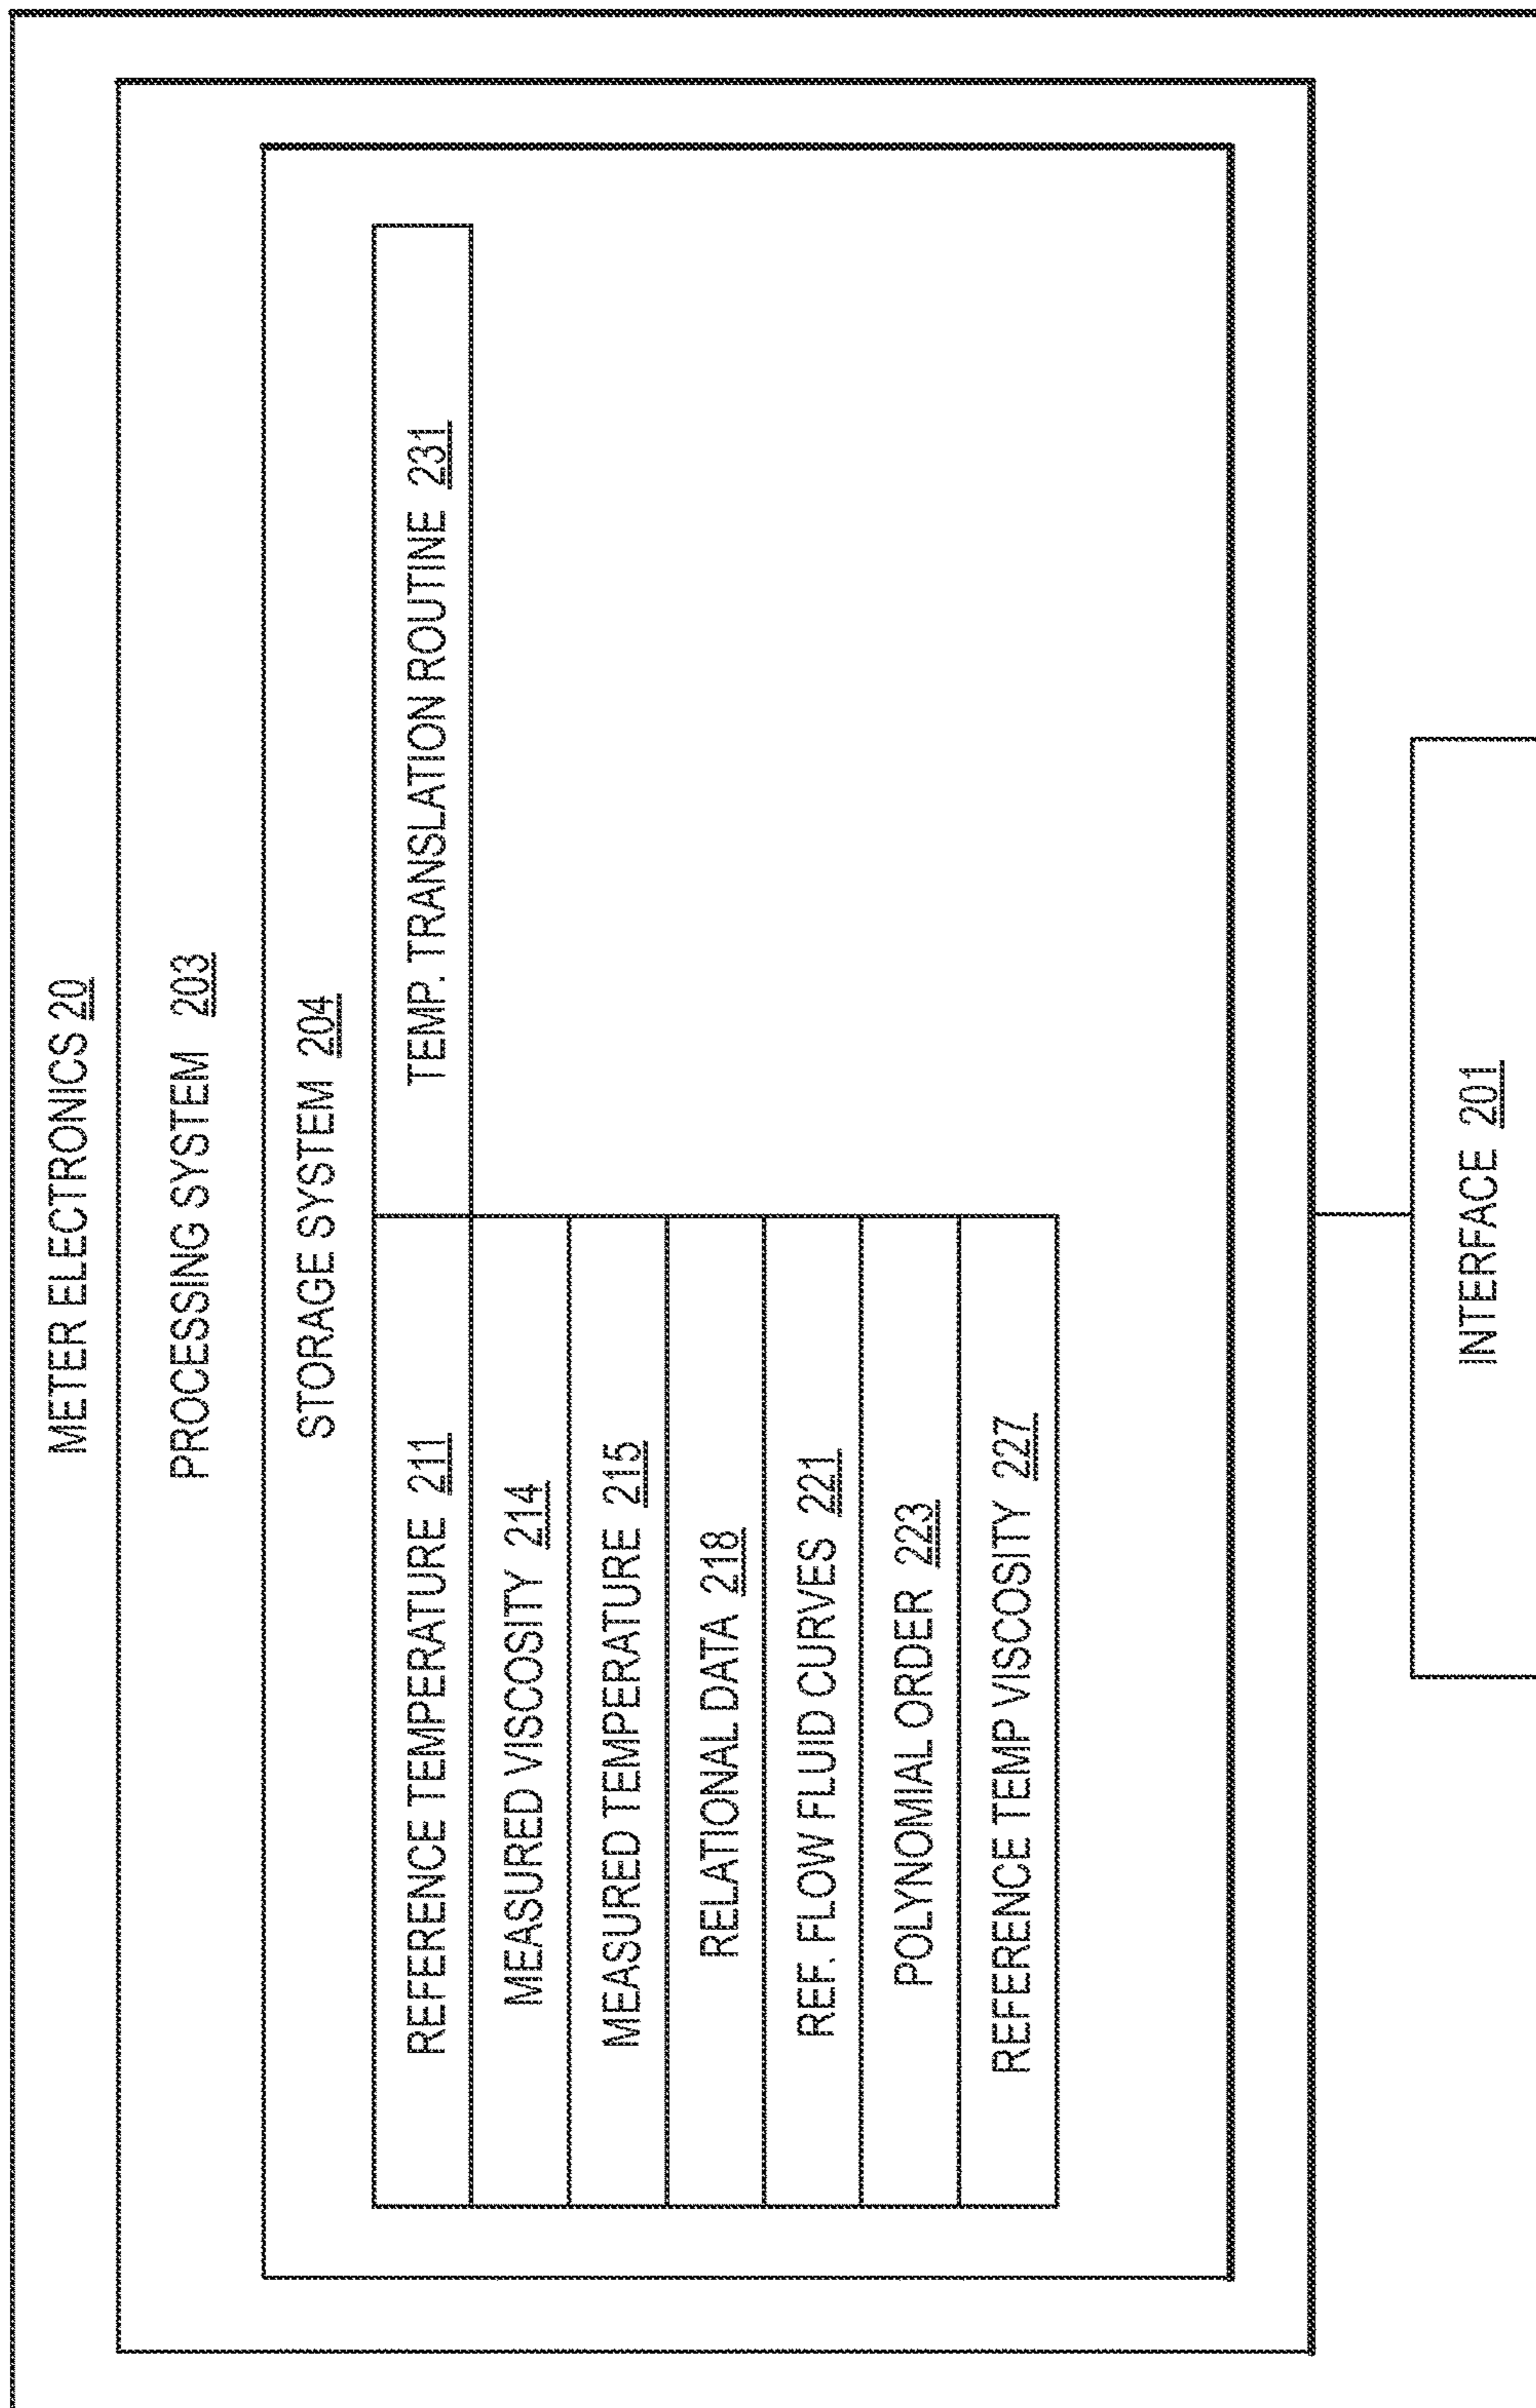 METER ELECTRONICS 20
PROCESSING SYSTEM 203
STORAGE SYSTEM 204
REFERENCE TEMPERATURE 211
TEMP. TRANSLATION ROUTINE 231
MEASURED VISCOSITY 214
MEASURED TEMPERATURE 215
RELATIONAL DATA 218
REF. FLOW FLUID CURVES 221
POLYNOMIAL ORDER 223
REFERENCE TEMP VISCOSITY 227
INTERFACE 201